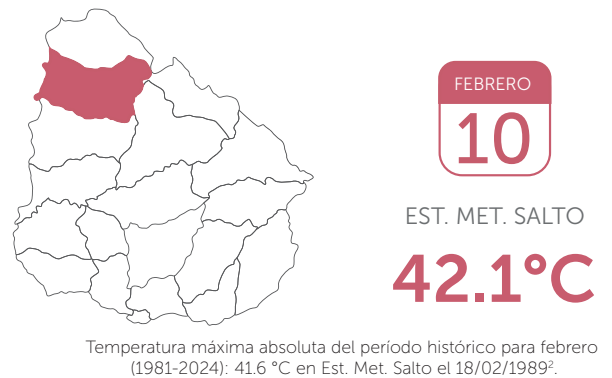 FEBRERO
10
EST. MET. SALTO
42.1°C
Temperatura máxima absoluta del período histórico para febrero
(1981-2024): 41.6 °C en Est. Met. Salto el 18/02/1989².